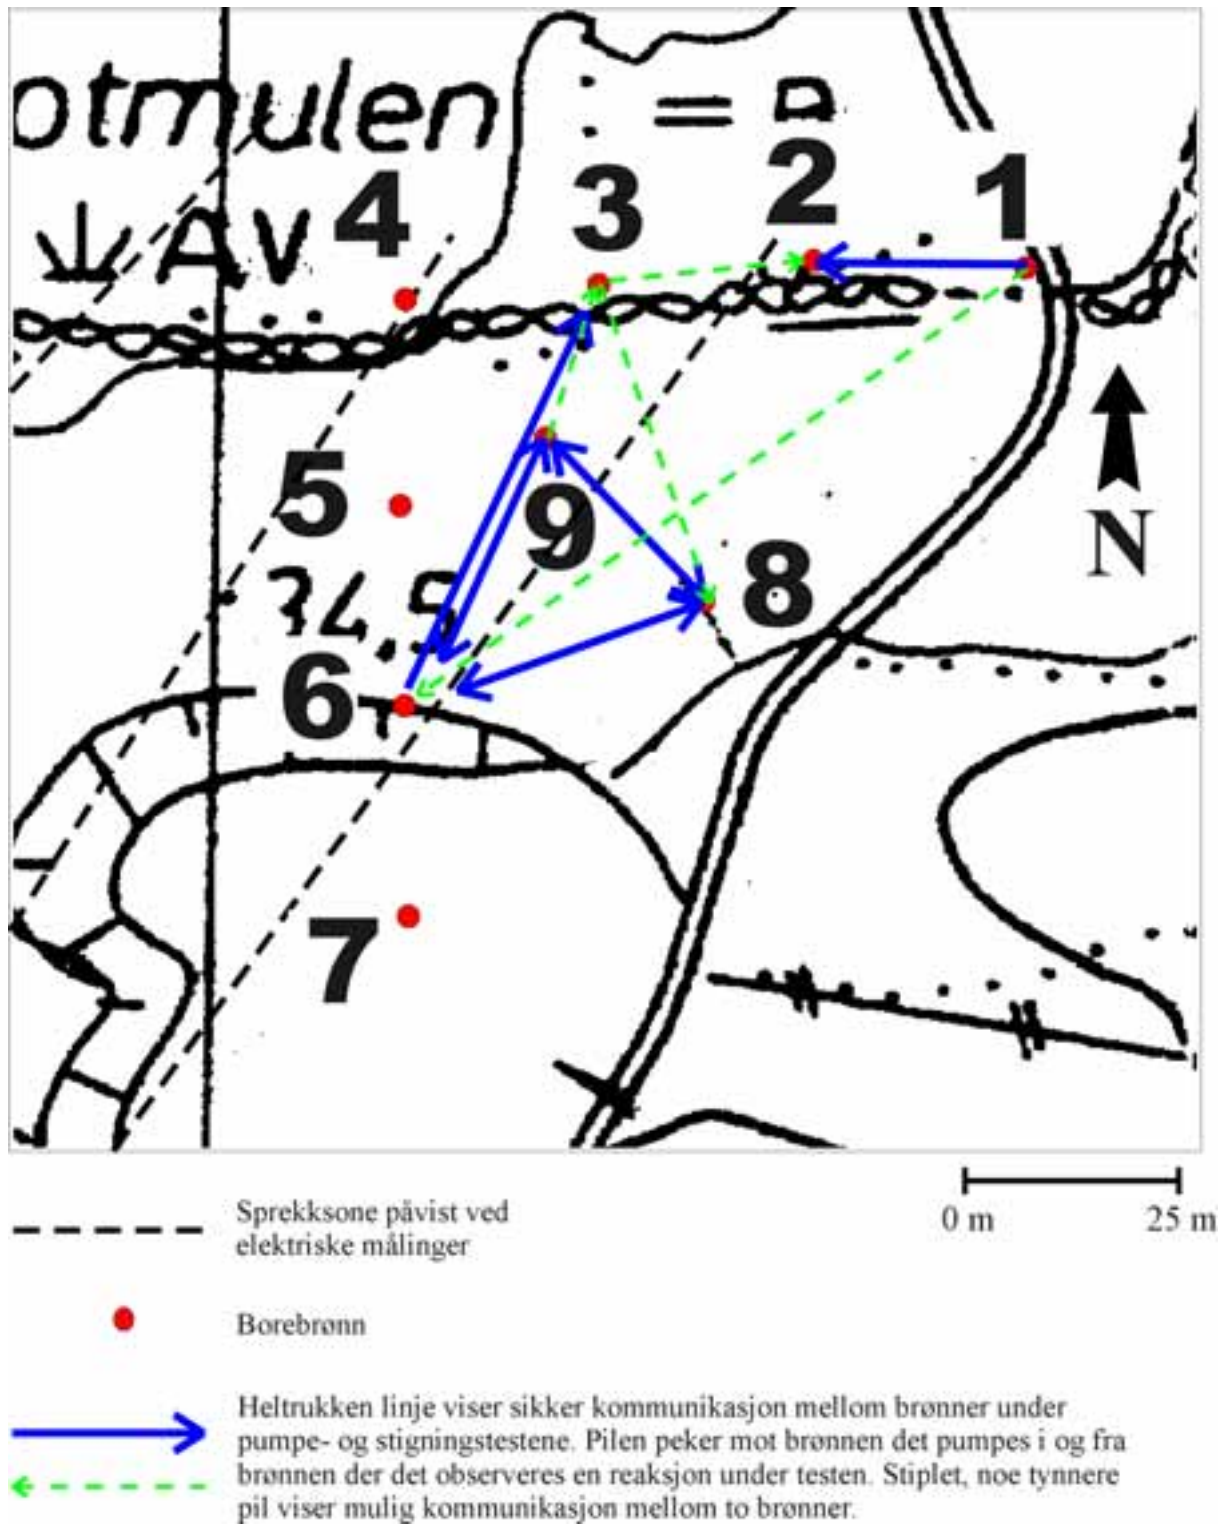 otmulen
= B
4
3
2
1
AV
5
9
N
8
34,5
6
7
0 m 25 m
Sprekksone påvist ved
elektriske målinger
Borebrønn
Heltrukken linje viser sikker kommunikasjon mellom brønner under
pumpe- og stigningstestene. Pilen peker mot brønnen det pumpes i og fra
brønnen der det observeres en reaksjon under testen. Stiplet, noe tynnere
pil viser mulig kommunikasjon mellom to brønner.